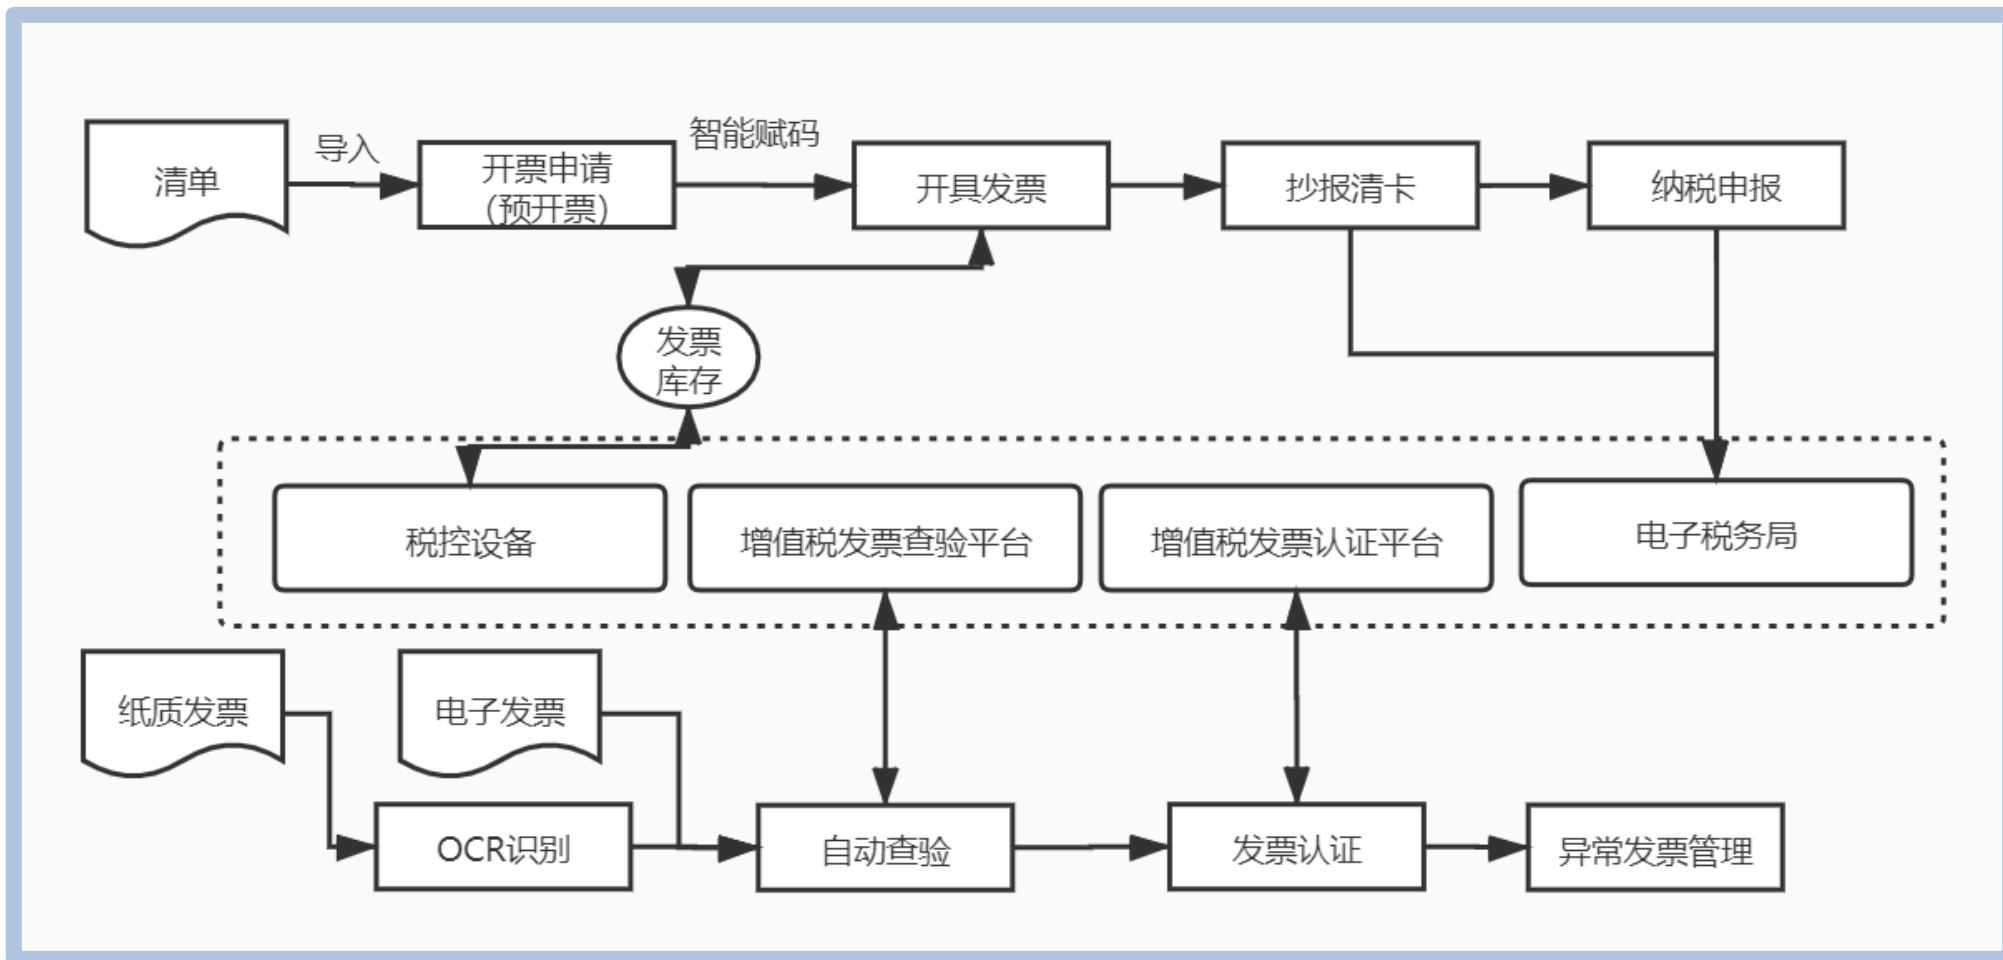 清单
导入
开票申请
（预开票）
智能赋码
开具发票
抄报清卡
纳税申报
发票
库存
税控设备
增值税发票查验平台
增值税发票认证平台
电子税务局
纸质发票
电子发票
OCR识别
自动查验
发票认证
异常发票管理